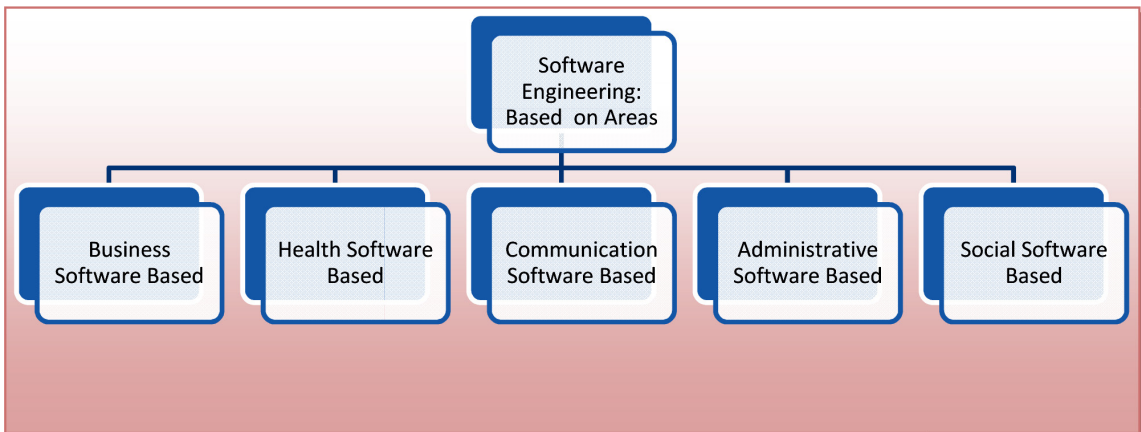 Software
Engineering:
Based on Areas
Business
Software Based
Health Software
Based
Communication
Software Based
Administrative
Software Based
Social Software
Based